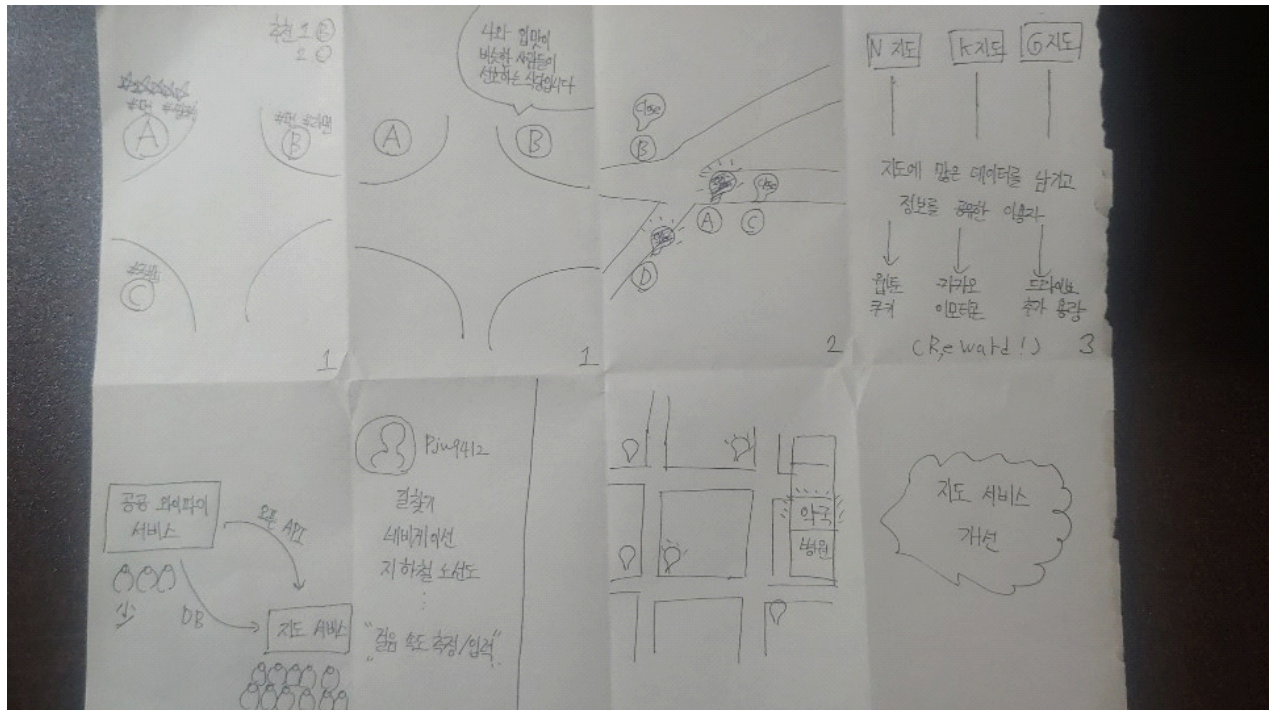 추천 1 B
2 C
A
B
C
1
나와 입맛이
비슷한 사람들이
선호하는 식당입니다
A
B
1
Close
B
Close
A
C
D
2
N 지도
K 지도
G 지도
지도에 많은 데이터를 남기고
정보를 공유한 이용자
웹툰
쿠키
카카오
이모티콘
드라이브
추가 용량
(Reward!)
3
공공 와이파이
서비스
오픈 API
DB
지도 서비스
pjw9412
길찾기
네비게이션
지하철 노선도
:
"걸음 속도 측정/입력"
약국
병원
지도 서비스
개선